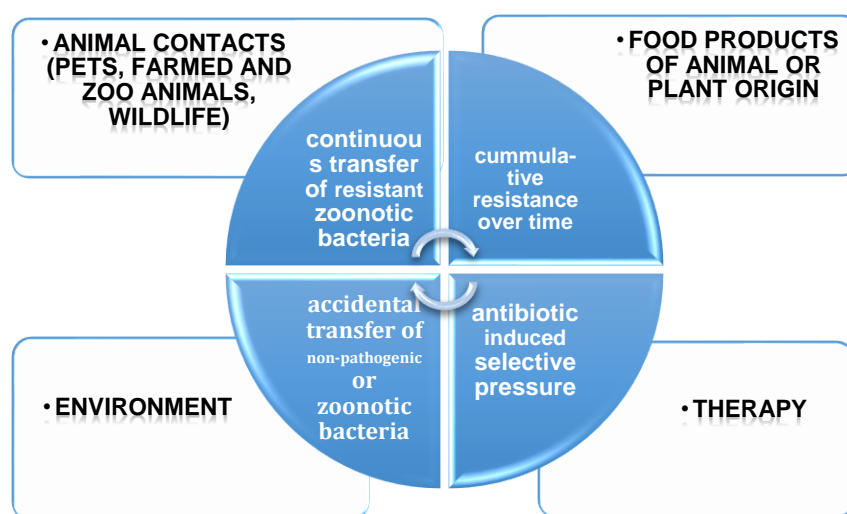 • ANIMAL CONTACTS
(PETS, FARMED AND
ZOO ANIMALS,
WILDLIFE)
• FOOD PRODUCTS
OF ANIMAL OR
PLANT ORIGIN
continuou
s transfer
of resistant
zoonotic
bacteria
cummula-
tive
resistance
over time
accidental
transfer of
non-pathogenic
or
zoonotic
bacteria
antibiotic
induced
selective
pressure
• ENVIRONMENT
• THERAPY